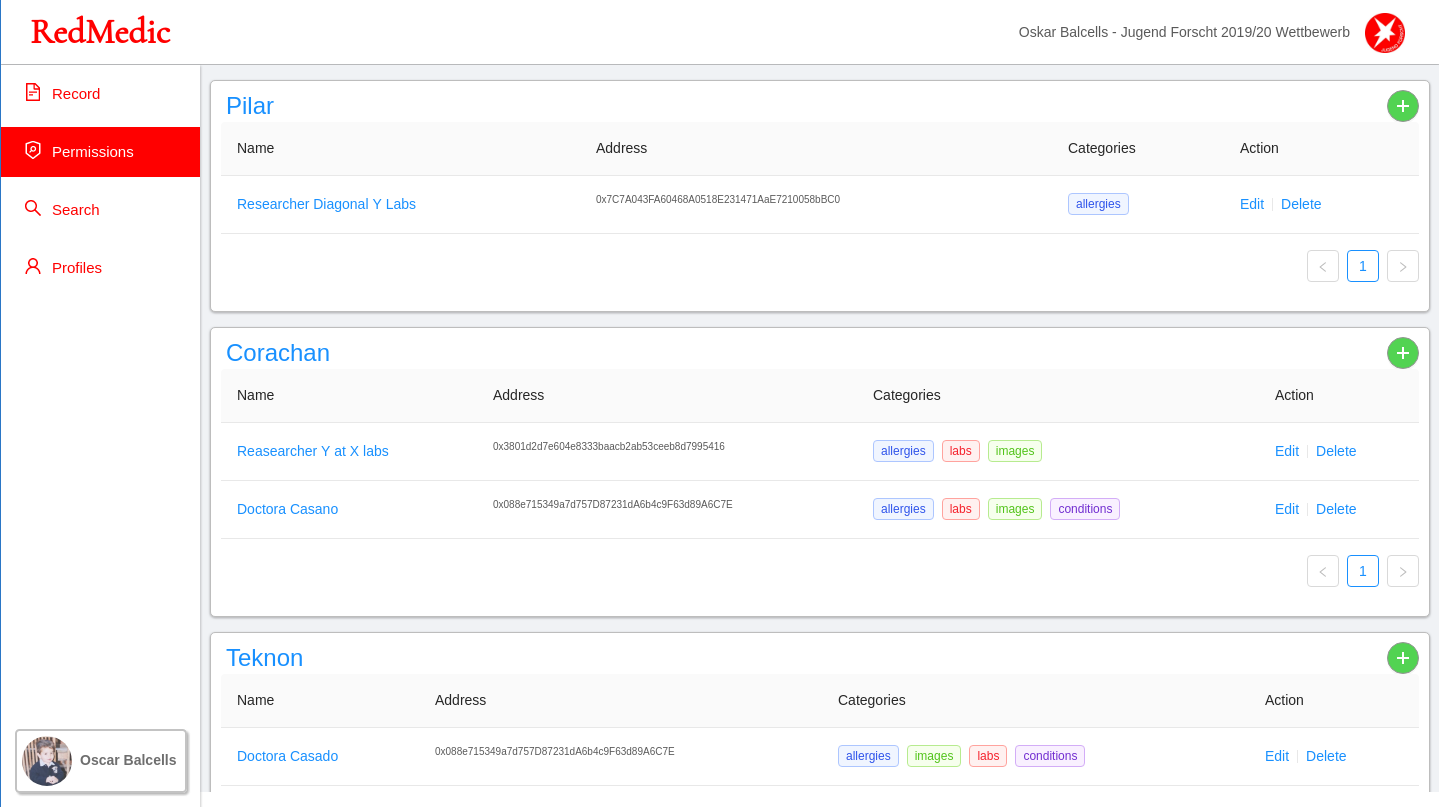 RedMedic
Oskar Balcells - Jugend Forscht 2019/20 Wettbewerb
Record
Permissions
Search
Profiles
Oscar Balcells
Pilar
Name Address Categories Action
Researcher Diagonal Y Labs 0x7C7A043FA60468A0518E231471AaE7210058bBC0 allergies Edit Delete
1
Corachan
Name Address Categories Action
Reasearcher Y at X labs 0x3801d2d7e604e8333baacb2ab53ceeb8d7995416 allergies labs images Edit Delete
Doctora Casano 0x088e715349a7d757D87231dA6b4c9F63d89A6C7E allergies labs images conditions Edit Delete
1
Teknon
Name Address Categories Action
Doctora Casado 0x088e715349a7d757D87231dA6b4c9F63d89A6C7E allergies images labs conditions Edit Delete